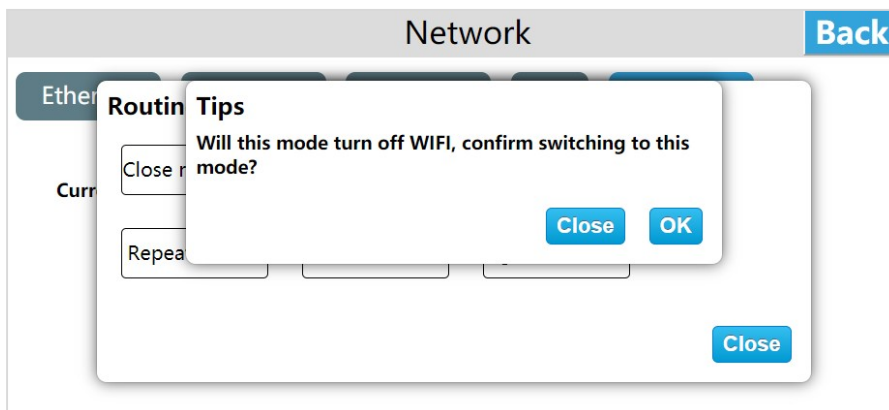 Network
Back
Ether
Routin
Tips
Will this mode turn off WIFI, confirm switching to this
mode?
Close r
Curr
Close
OK
Repea
Close